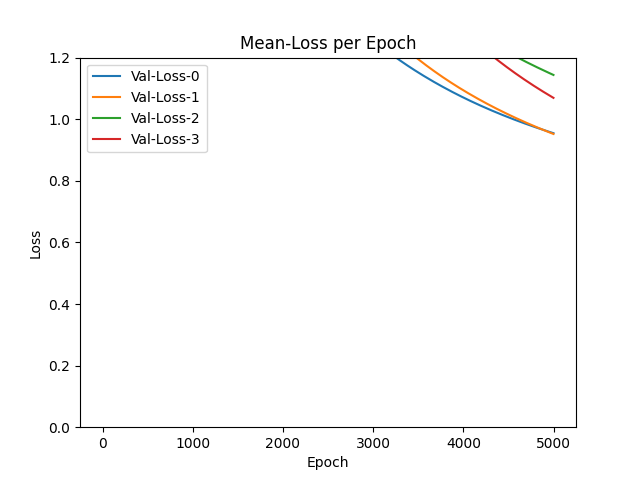 Mean-Loss per Epoch
1.2
1.0
0.8
0.6
0.4
0.2
0.0
Loss
Val-Loss-0
Val-Loss-1
Val-Loss-2
Val-Loss-3
0 1000 2000 3000 4000 5000
Epoch